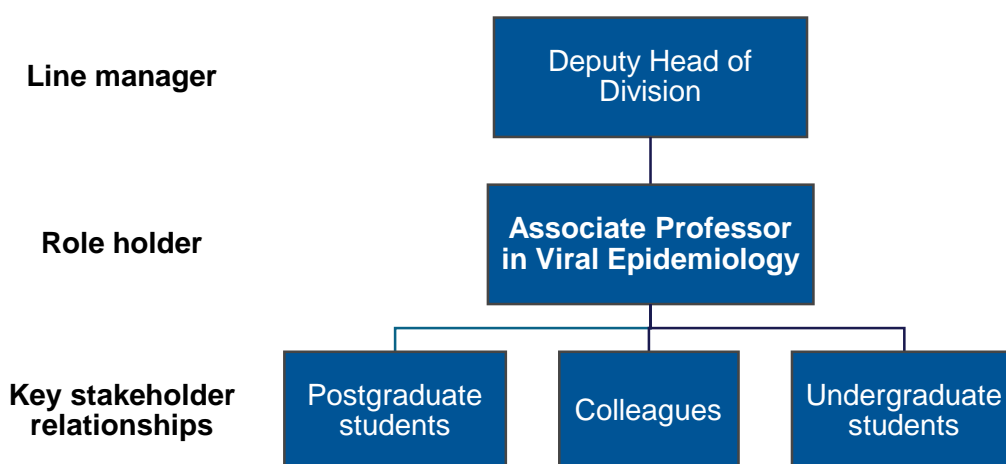 Line manager
Deputy Head of
Division
Role holder
Associate Professor
in Viral Epidemiology
Key stakeholder
relationships
Postgraduate
students
Colleagues
Undergraduate
students